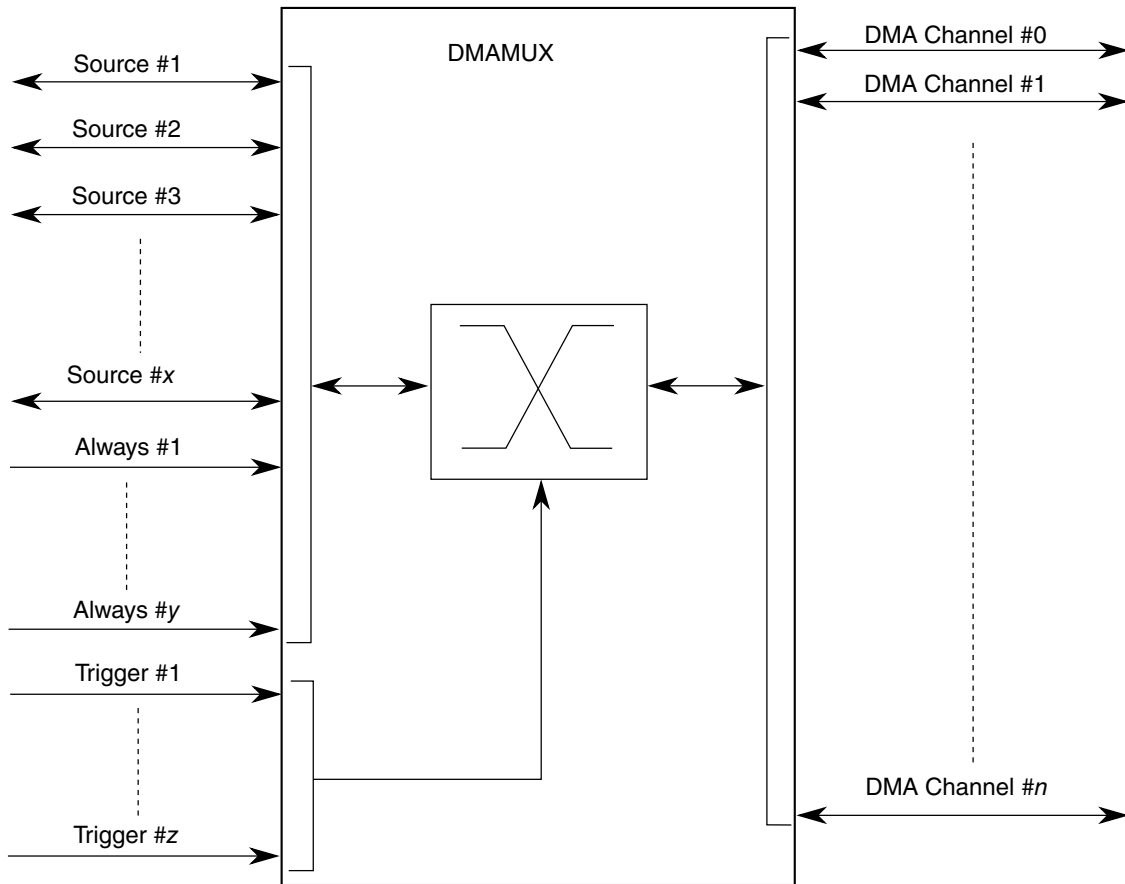 DMAMUX
Source #1
Source #2
Source #3
Source #x
Always #1
Always #y
Trigger #1
Trigger #z
DMA Channel #0
DMA Channel #1
DMA Channel #n